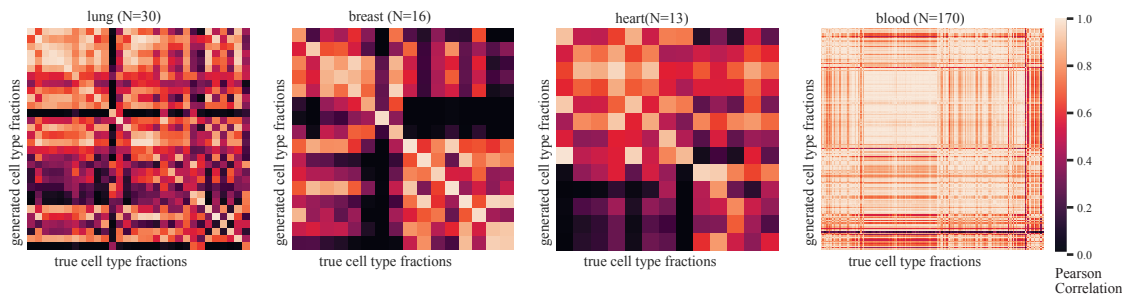 lung (N=30)
generated cell type fractions
true cell type fractions
breast (N=16)
generated cell type fractions
true cell type fractions
heart(N=13)
generated cell type fractions
true cell type fractions
blood (N=170)
generated cell type fractions
true cell type fractions
1.0
0.8
0.6
0.4
0.2
0.0
Pearson
Correlation